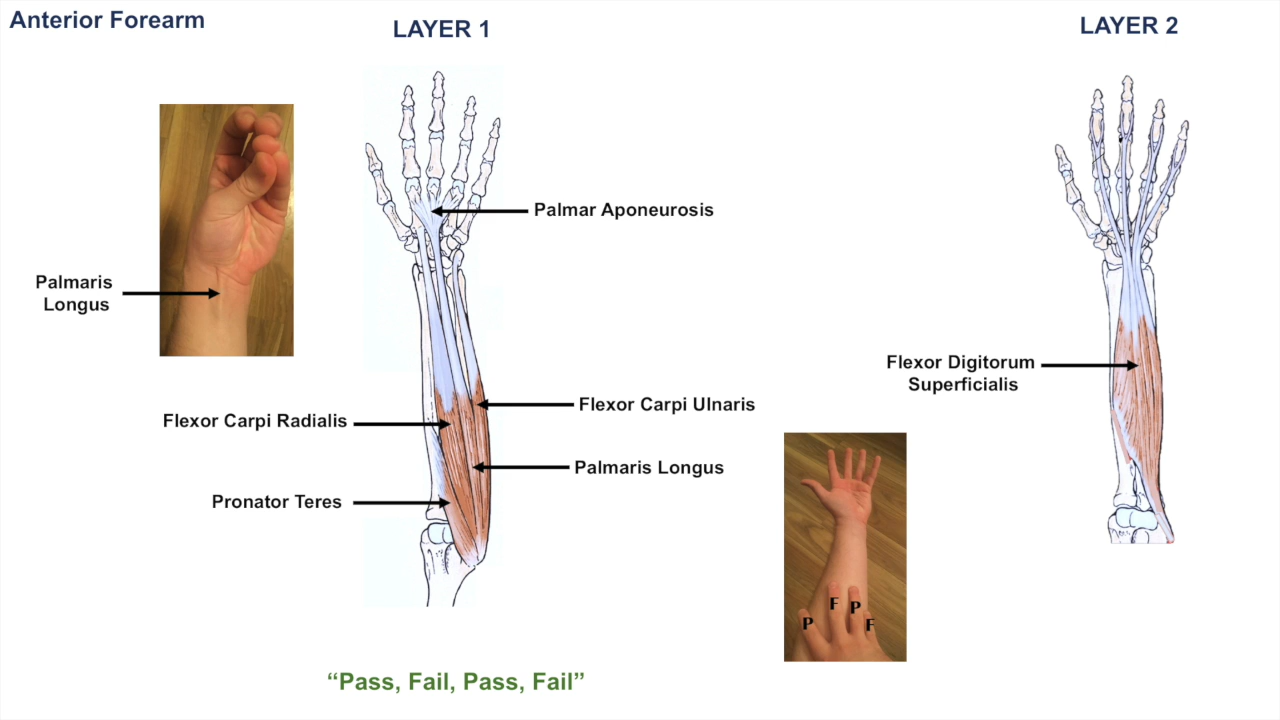 Anterior Forearm
LAYER 1
LAYER 2
Palmar Aponeurosis
Palmaris
Longus
Flexor Digitorum
Superficialis
Flexor Carpi Ulnaris
Flexor Carpi Radialis
Palmaris Longus
Pronator Teres
P
F
P
F
“Pass, Fail, Pass, Fail”